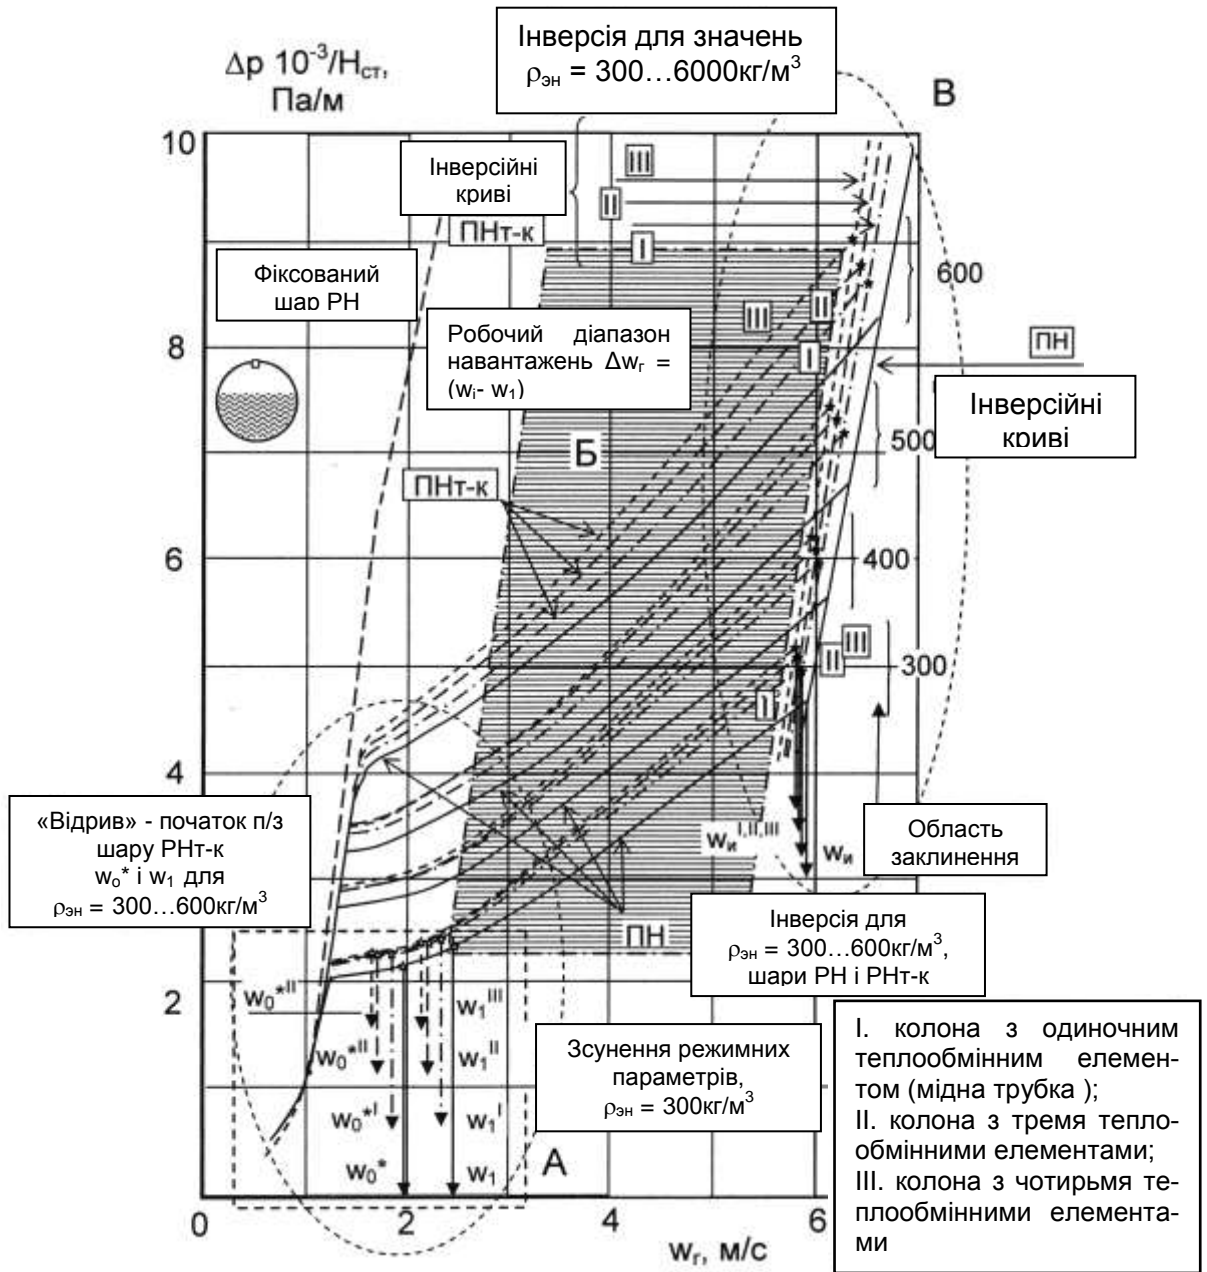 Інверсія для значень
ρэн = 300...6000кг/м³
Δp 10⁻³/Hст,
Па/м
В
10
Інверсійні
криві
III
II
I
ПНт-к
Фіксований
шар РН
600
III
II
I
Робочий діапазон
навантажень Δwг =
(wі- w₁)
8
ПН
Інверсійні
криві
500
Б
ПНт-к
6
400
III
II
300
I
4
«Відрив» - початок п/з
шару РНт-к
wо* і w₁ для
ρэн = 300...600кг/м³
wиᴵ,ᴵᴵ,ᴵᴵᴵ
wи
Область
заклинення
ПН
Інверсія для
ρэн = 300...600кг/м³,
шари РН і РНт-к
2
w₀*ᴵᴵ
w₁ᴵᴵᴵ
w₀*ᴵᴵ
w₁ᴵᴵ
w₀*ᴵ
w₁ᴵ
w₀*
w₁
А
Зсунення режимних
параметрів,
ρэн = 300кг/м³
I. колона з одиночним
теплообмінним елемен-
том (мідна трубка );
II. колона з тремя тепло-
обмінними елементами;
III. колона з чотирьмя те-
плообмінними елемента-
ми
0
2
4
6
wг, м/с